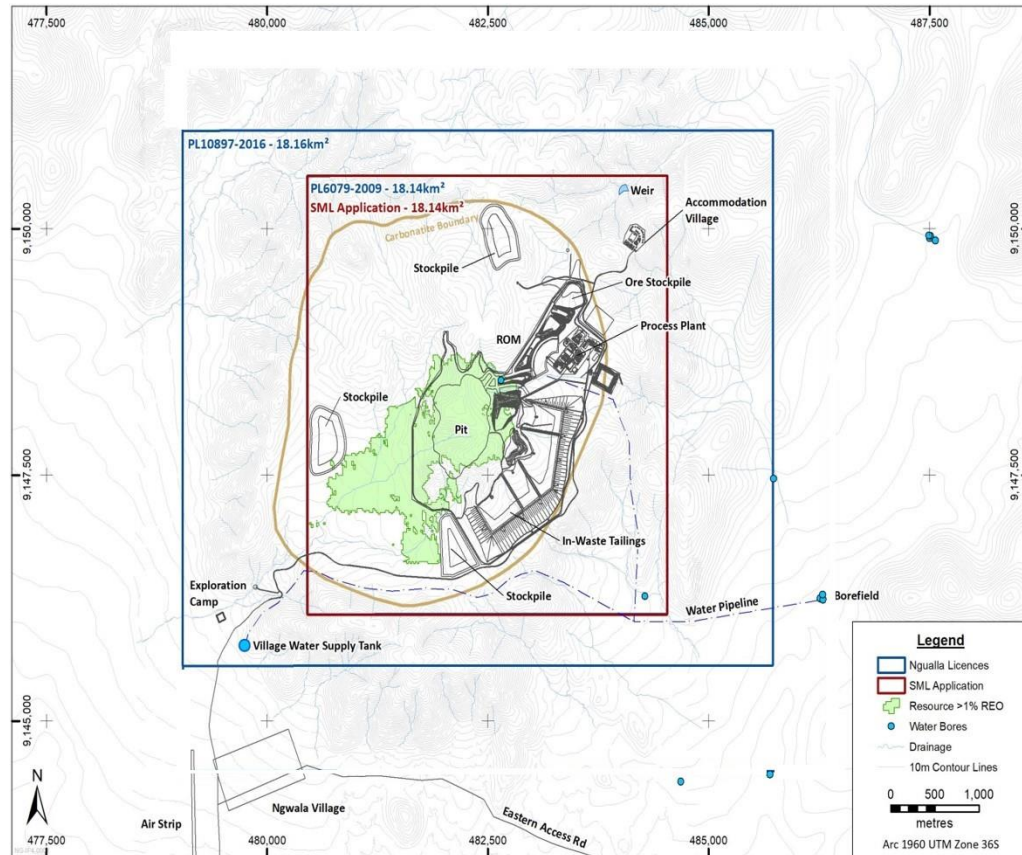 477,500
480,000
482,500
485,000
487,500
PL10897-2016 - 18.16km²
PL6079-2009 - 18.14km²
SML Application - 18.14km²
Weir
Accommodation
Village
9,150,000
9,150,000
Carbonatite Boundary
Stockpile
Ore Stockpile
Process Plant
ROM
Stockpile
Pit
9,147,500
9,147,500
In-Waste Tailings
Exploration
Camp
Stockpile
Water Pipeline
Borefield
Village Water Supply Tank
Legend
Ngualla Licences
SML Application
Resource >1% REO
Water Bores
Drainage
10m Contour Lines
0 500 1,000
metres
Arc 1960 UTM Zone 36S
9,145,000
N
Ngwala Village
Air Strip
Eastern Access Rd
477,500
480,000
482,500
485,000